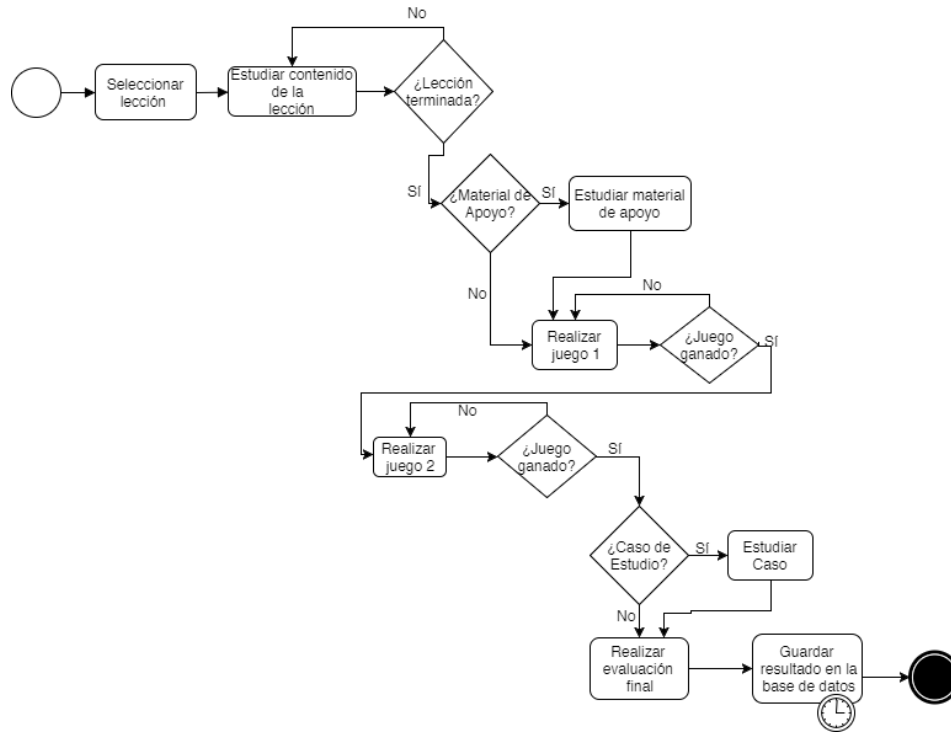 No
Seleccionar
lección
Estudiar contenido
de la
lección
¿Lección
terminada?
Sí
¿Material de
Apoyo?
Sí
Estudiar material
de apoyo
No
No
Realizar
juego 1
¿Juego
ganado?
Sí
No
Realizar
juego 2
¿Juego
ganado?
Sí
¿Caso de
Estudio?
Sí
Estudiar
Caso
No
Realizar
evaluación
final
Guardar
resultado en la
base de datos